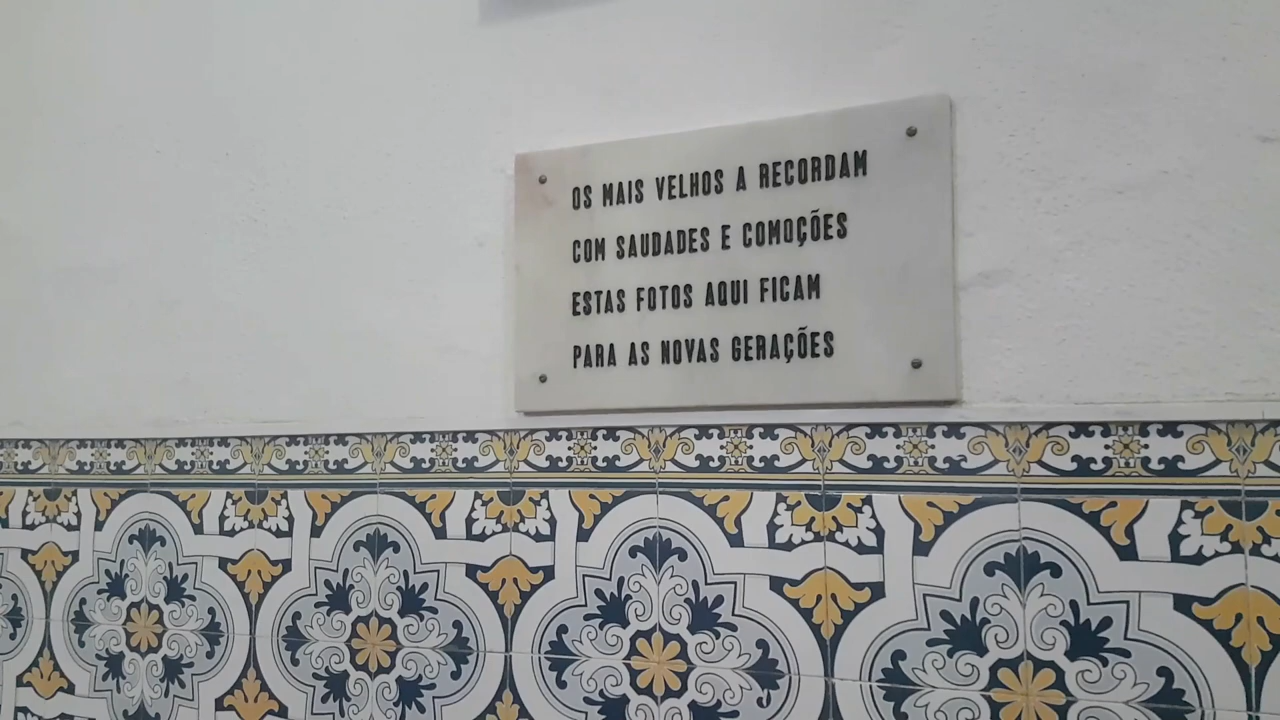 OS MAIS VELHOS A RECORDAM
COM SAUDADES E COMOÇÕES
ESTAS FOTOS AQUI FICAM
PARA AS NOVAS GERAÇÕES